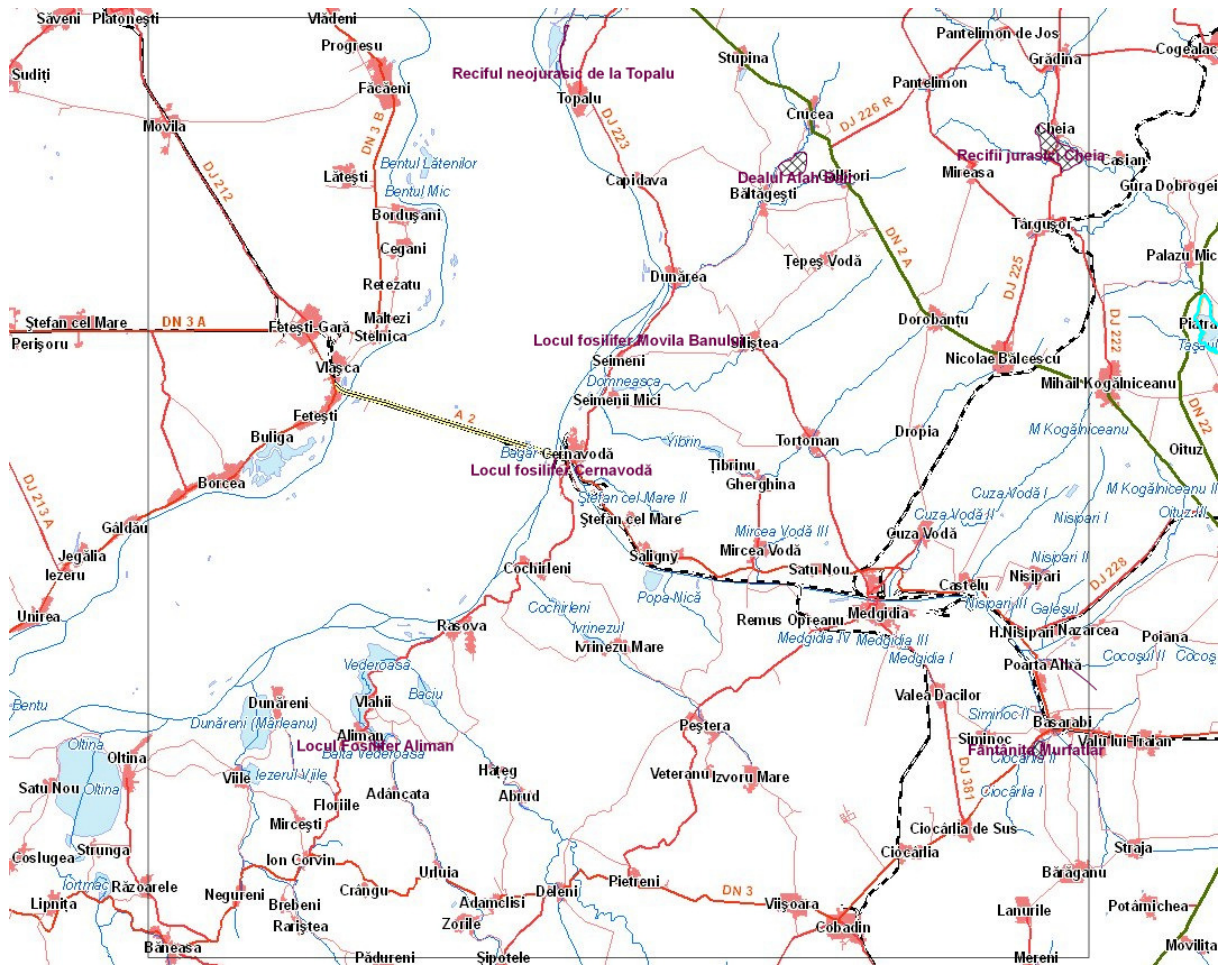 Săveni
Platonești
Vlădeni
Progresu
Sudiți
Făcăeni
Movila
DN 3 B
DJ 212
Lătești
Bentul Lătenilor
Bentul Mic
Bordușani
Cegani
Retezatu
Maltezi
Stelnica
Ștefan cel Mare
DN 3 A
Perișoru
Fetești-Gară
Vlașca
Fetești
Buliga
Borcea
DJ 213 A
Gâldău
Jegălia
Iezeru
Unirea
A 2
Reciful neojurasic de la Topalu
Topalu
DJ 223
Capidava
Dunărea
Stupina
Crucea
DJ 226 R
Pantelimon de Jos
Pantelimon
Grădina
Cogealac
Cheia
Recifii jurasici Cheia
Casian
Mireasa
Gura Dobrogei
Dealul Alah Bair
Băltăgești
Târgușor
Palazu Mic
Țepeș Vodă
DN 2 A
DJ 225
DJ 222
Dorobanțu
Nicolae Bălcescu
Mihail Kogălniceanu
Piatra
Tașaul
DN 22
Locul fosilifer Movila Banului
Siliștea
Seimeni
Domneasca
Seimenii Mici
Tortoman
Dropia
M Kogălniceanu
Oituz
Cernavodă
Locul fosilifer Cernavodă
Țibrin
Țibrinu
Gherghina
Cuza Vodă I
M Kogălniceanu II
Cuza Vodă II
Oituz III
Nisipari I
Ștefan cel Mare II
Ștefan cel Mare
Mircea Vodă III
Cuza Vodă
Saligny
Mircea Vodă
Satu Nou
Nisipari II
Nisipari
DJ 228
Cochirleni
Popa-Nică
Castelu
Medgidia
Nisipari III
Galeșul
Cochirleni
Ivrinezul
Remus Opreanu
H.Nisipari
Nazarcea
Poiana
Rasova
Ivrinezu Mare
Medgidia IV
Medgidia III
Medgidia I
Cocoșul II
Poarta Albă
Vederoasa
Baciu
Valea Dacilor
Bentu
Dunăreni
Vlahii
Dunăreni (Mârleanu)
Aliman
Locul Fosilifer Aliman
Balta Vederoasa
Peștera
Siminoc II
Basarabi
Siminoc
Valu lui Traian
Fântânița Murfatlar
Ciocârlia II
Oltina
Oltina
Oltina
Satu Nou
Viile
Iezerul Viile
Hațeg
Veteranu
Izvoru Mare
DJ 381
Ciocârlia I
Adâncata
Abrud
Floriile
Mircești
Ciocârlia de Sus
Coslugea
Strunga
Ion Corvin
Ciocârlia
Straja
Iortmac
Răzoarele
Urluia
Pietreni
Bărăganu
Lipnița
Negureni
Crângu
Deleni
DN 3
Brebeni
Adamclisi
Viișoara
Lanurile
Potâmichea
Rariștea
Zorile
Cobadin
Băneasa
Pădureni
Șipotele
Mereni
Movilița